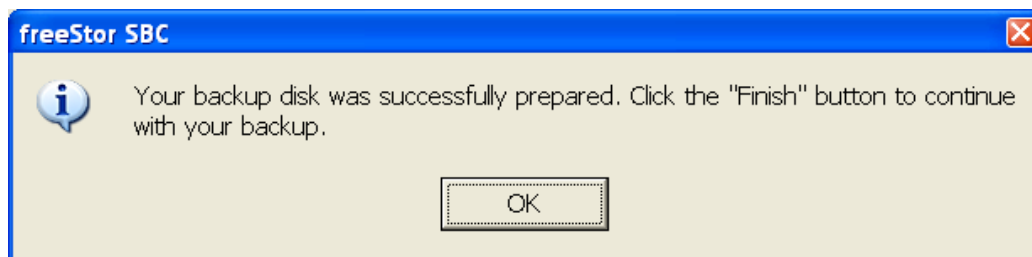 freeStor SBC
Your backup disk was successfully prepared. Click the "Finish" button to continue
with your backup.
OK